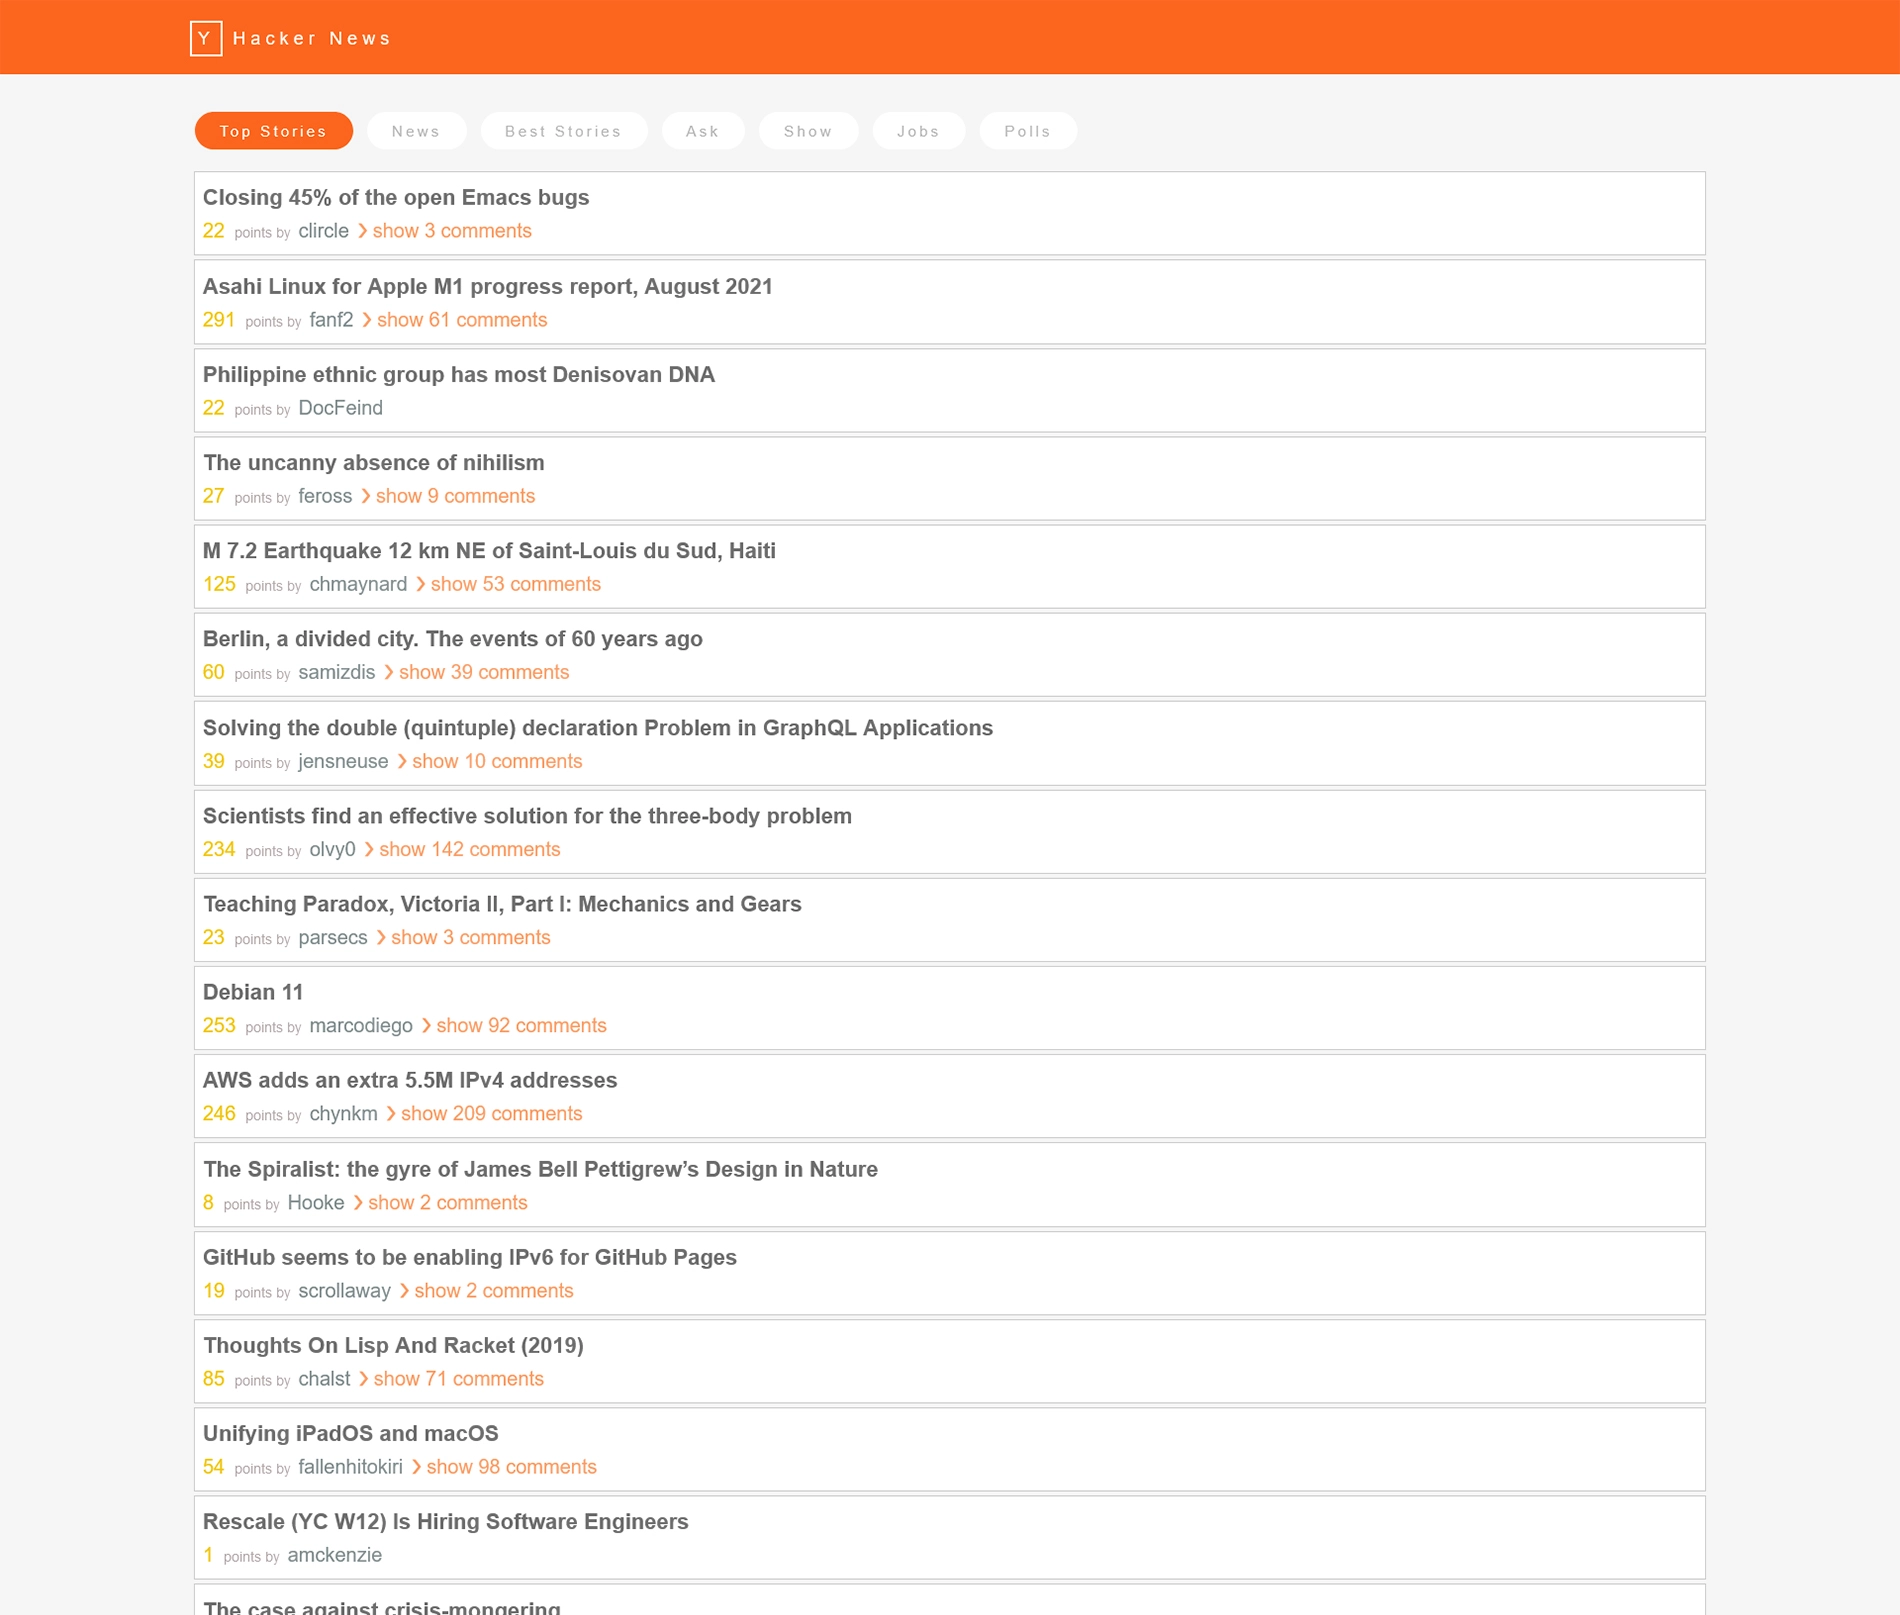 Y Hacker News
Top Stories News Best Stories Ask Show Jobs Polls
Closing 45% of the open Emacs bugs
22 points by clircle ❯ show 3 comments
Asahi Linux for Apple M1 progress report, August 2021
291 points by fanf2 ❯ show 61 comments
Philippine ethnic group has most Denisovan DNA
22 points by DocFeind
The uncanny absence of nihilism
27 points by feross ❯ show 9 comments
M 7.2 Earthquake 12 km NE of Saint-Louis du Sud, Haiti
125 points by chmaynard ❯ show 53 comments
Berlin, a divided city. The events of 60 years ago
60 points by samizdis ❯ show 39 comments
Solving the double (quintuple) declaration Problem in GraphQL Applications
39 points by jensneuse ❯ show 10 comments
Scientists find an effective solution for the three-body problem
234 points by olvy0 ❯ show 142 comments
Teaching Paradox, Victoria II, Part I: Mechanics and Gears
23 points by parsecs ❯ show 3 comments
Debian 11
253 points by marcodiego ❯ show 92 comments
AWS adds an extra 5.5M IPv4 addresses
246 points by chynkm ❯ show 209 comments
The Spiralist: the gyre of James Bell Pettigrew’s Design in Nature
8 points by Hooke ❯ show 2 comments
GitHub seems to be enabling IPv6 for GitHub Pages
19 points by scrollaway ❯ show 2 comments
Thoughts On Lisp And Racket (2019)
85 points by chalst ❯ show 71 comments
Unifying iPadOS and macOS
54 points by fallenhitokiri ❯ show 98 comments
Rescale (YC W12) Is Hiring Software Engineers
1 points by amckenzie
The case against crisis-mongering